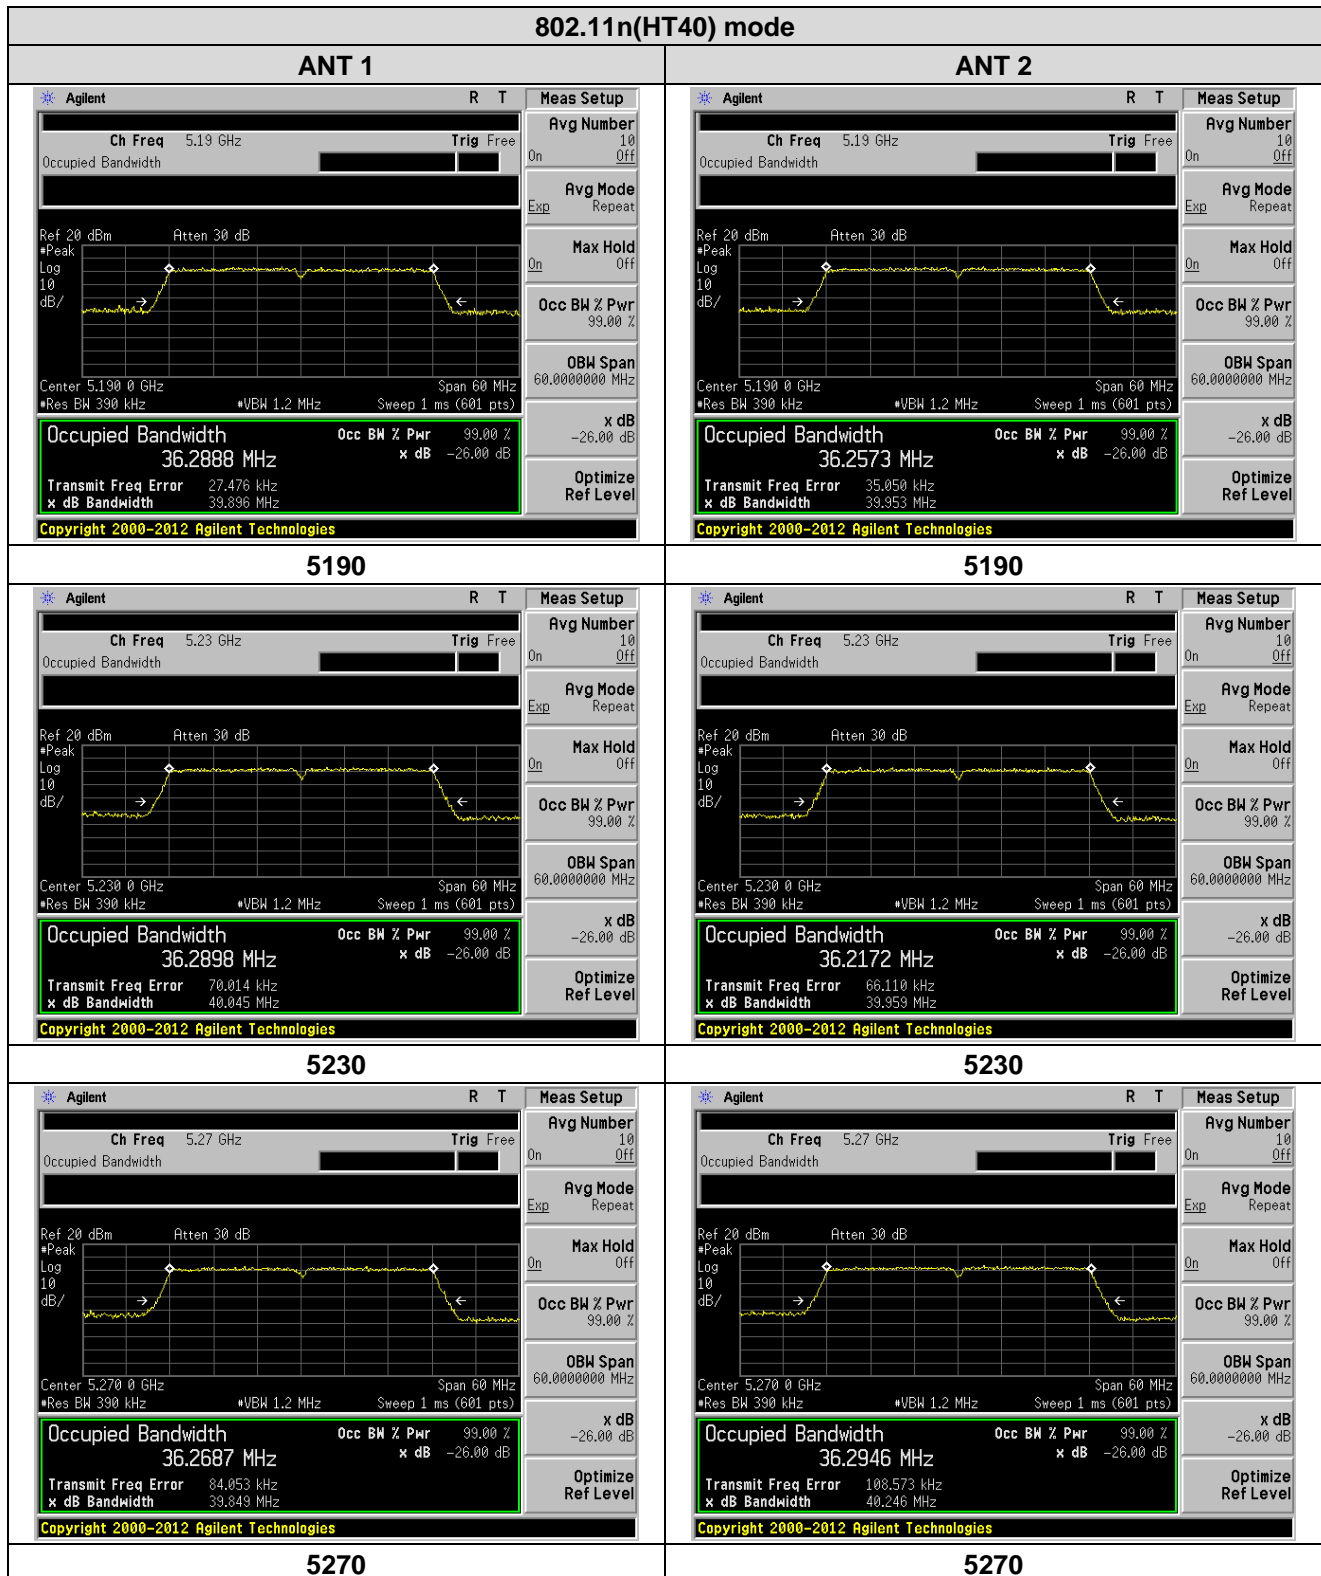 802.11n(HT40) mode
ANT 1
ANT 2
Agilent R T Meas Setup
Ch Freq 5.19 GHz Trig Free
Occupied Bandwidth
Ref 20 dBm Atten 30 dB
#Peak
Log
10
dB/
Center 5.190 0 GHz Span 60 MHz
#Res BW 390 kHz #VBW 1.2 MHz Sweep 1 ms (601 pts)
Occupied Bandwidth Occ BW % Pwr 99.00 %
36.2888 MHz x dB -26.00 dB
Transmit Freq Error 27.476 kHz
x dB Bandwidth 39.896 MHz
Copyright 2000-2012 Agilent Technologies
Avg Number
10
On Off
Avg Mode
Exp Repeat
Max Hold
On Off
Occ BW % Pwr
99.00 %
OBW Span
60.0000000 MHz
x dB
-26.00 dB
Optimize
Ref Level
Agilent R T Meas Setup
Ch Freq 5.19 GHz Trig Free
Occupied Bandwidth
Ref 20 dBm Atten 30 dB
#Peak
Log
10
dB/
Center 5.190 0 GHz Span 60 MHz
#Res BW 390 kHz #VBW 1.2 MHz Sweep 1 ms (601 pts)
Occupied Bandwidth Occ BW % Pwr 99.00 %
36.2573 MHz x dB -26.00 dB
Transmit Freq Error 35.050 kHz
x dB Bandwidth 39.953 MHz
Copyright 2000-2012 Agilent Technologies
Avg Number
10
On Off
Avg Mode
Exp Repeat
Max Hold
On Off
Occ BW % Pwr
99.00 %
OBW Span
60.0000000 MHz
x dB
-26.00 dB
Optimize
Ref Level
5190
5190
Agilent R T Meas Setup
Ch Freq 5.23 GHz Trig Free
Occupied Bandwidth
Ref 20 dBm Atten 30 dB
#Peak
Log
10
dB/
Center 5.230 0 GHz Span 60 MHz
#Res BW 390 kHz #VBW 1.2 MHz Sweep 1 ms (601 pts)
Occupied Bandwidth Occ BW % Pwr 99.00 %
36.2898 MHz x dB -26.00 dB
Transmit Freq Error 70.014 kHz
x dB Bandwidth 40.045 MHz
Copyright 2000-2012 Agilent Technologies
Avg Number
10
On Off
Avg Mode
Exp Repeat
Max Hold
On Off
Occ BW % Pwr
99.00 %
OBW Span
60.0000000 MHz
x dB
-26.00 dB
Optimize
Ref Level
Agilent R T Meas Setup
Ch Freq 5.23 GHz Trig Free
Occupied Bandwidth
Ref 20 dBm Atten 30 dB
#Peak
Log
10
dB/
Center 5.230 0 GHz Span 60 MHz
#Res BW 390 kHz #VBW 1.2 MHz Sweep 1 ms (601 pts)
Occupied Bandwidth Occ BW % Pwr 99.00 %
36.2172 MHz x dB -26.00 dB
Transmit Freq Error 66.110 kHz
x dB Bandwidth 39.959 MHz
Copyright 2000-2012 Agilent Technologies
Avg Number
10
On Off
Avg Mode
Exp Repeat
Max Hold
On Off
Occ BW % Pwr
99.00 %
OBW Span
60.0000000 MHz
x dB
-26.00 dB
Optimize
Ref Level
5230
5230
Agilent R T Meas Setup
Ch Freq 5.27 GHz Trig Free
Occupied Bandwidth
Ref 20 dBm Atten 30 dB
#Peak
Log
10
dB/
Center 5.270 0 GHz Span 60 MHz
#Res BW 390 kHz #VBW 1.2 MHz Sweep 1 ms (601 pts)
Occupied Bandwidth Occ BW % Pwr 99.00 %
36.2687 MHz x dB -26.00 dB
Transmit Freq Error 84.053 kHz
x dB Bandwidth 39.849 MHz
Copyright 2000-2012 Agilent Technologies
Avg Number
10
On Off
Avg Mode
Exp Repeat
Max Hold
On Off
Occ BW % Pwr
99.00 %
OBW Span
60.0000000 MHz
x dB
-26.00 dB
Optimize
Ref Level
Agilent R T Meas Setup
Ch Freq 5.27 GHz Trig Free
Occupied Bandwidth
Ref 20 dBm Atten 30 dB
#Peak
Log
10
dB/
Center 5.270 0 GHz Span 60 MHz
#Res BW 390 kHz #VBW 1.2 MHz Sweep 1 ms (601 pts)
Occupied Bandwidth Occ BW % Pwr 99.00 %
36.2946 MHz x dB -26.00 dB
Transmit Freq Error 108.573 kHz
x dB Bandwidth 40.246 MHz
Copyright 2000-2012 Agilent Technologies
Avg Number
10
On Off
Avg Mode
Exp Repeat
Max Hold
On Off
Occ BW % Pwr
99.00 %
OBW Span
60.0000000 MHz
x dB
-26.00 dB
Optimize
Ref Level
5270
5270